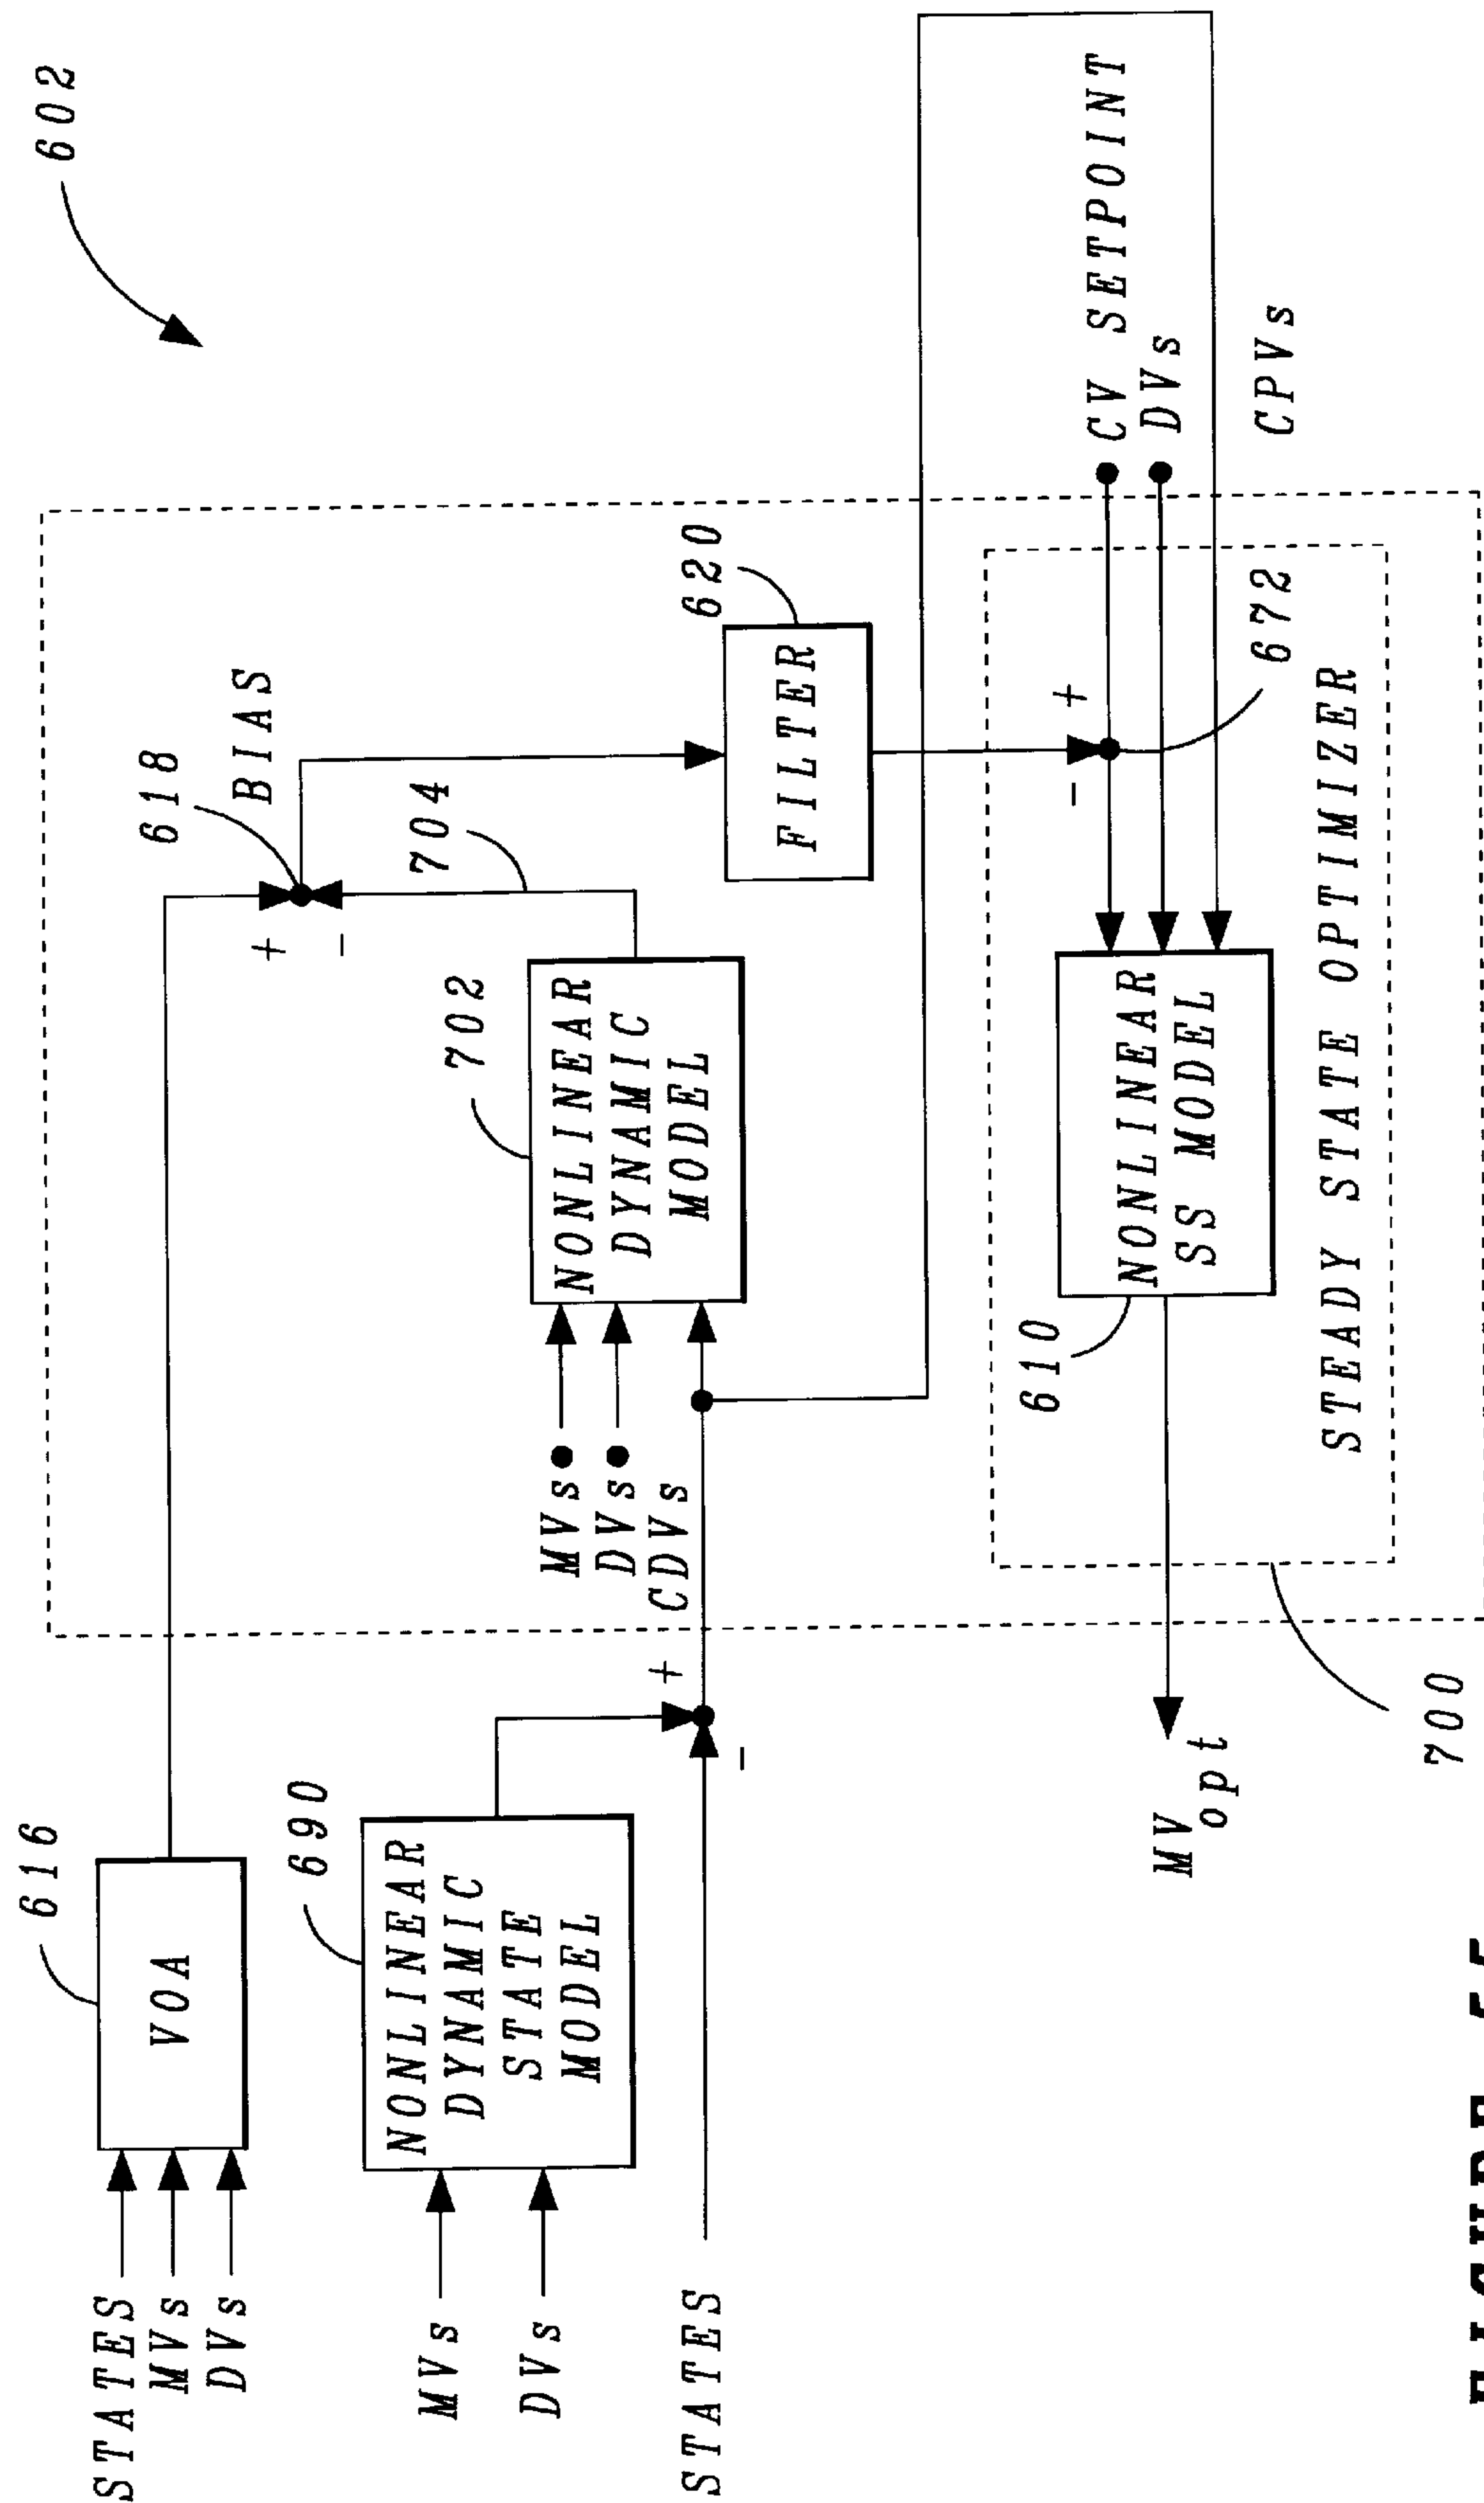 602
616
STATES
MVs
DVs
VOA
618
BIAS
+
-
690
MVs
DVs
NONLINEAR
DYNAMIC
STATE
MODEL
704
702
MVs
DVs
CDVs
NONLINEAR
DYNAMIC
MODEL
620
FILTER
STATES
+
-
610
NONLINEAR
SS MODEL
+
-
CV SETPOINT
DVs
CPVs
672
MV opt
STEADY STATE OPTIMIZER
700